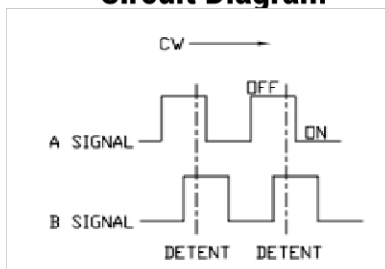 Circuit Diagram
CW
OFF
ON
A SIGNAL
B SIGNAL
DETENT DETENT